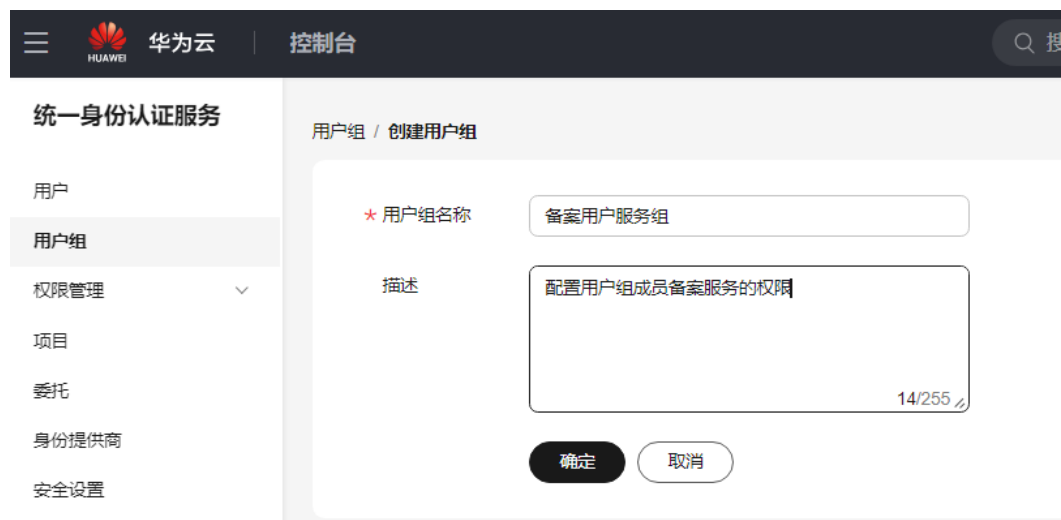 HUAWEI 华为云 控制台 搜
统一身份认证服务
用户组 / 创建用户组
用户
* 用户组名称 备案用户服务组
用户组
描述 配置用户组成员备案服务的权限
权限管理
项目
委托
14/255
身份提供商
确定 取消
安全设置